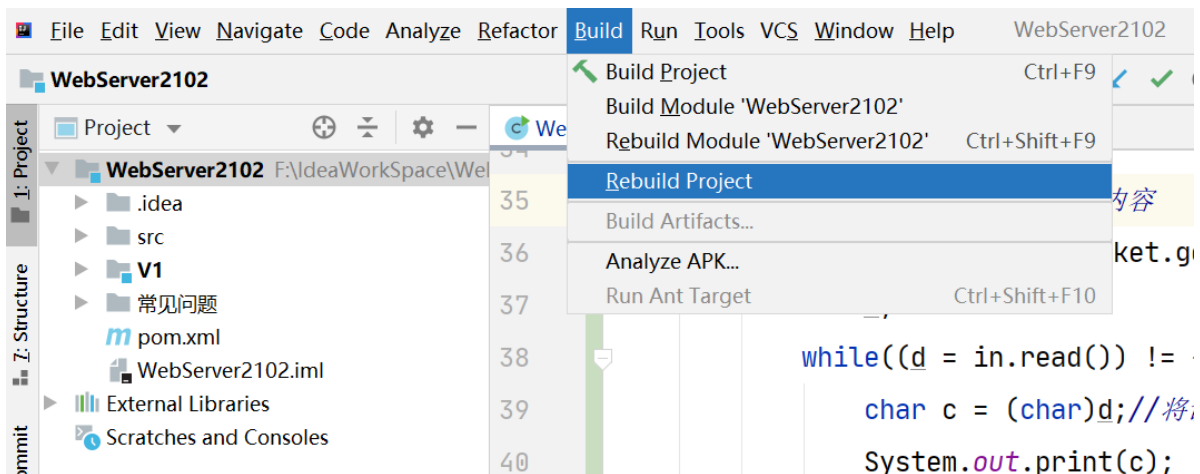 File Edit View Navigate Code Analyze Refactor Build Run Tools VCS Window Help WebServer2102
WebServer2102
Build Project Ctrl+F9
Build Module 'WebServer2102'
Rebuild Module 'WebServer2102' Ctrl+Shift+F9
Rebuild Project
Build Artifacts...
Analyze APK...
Run Ant Target Ctrl+Shift+F10
1: Project
7: Structure
Project
WebServer2102 F:\IdeaWorkSpace\We
.idea
src
V1
常见问题
pom.xml
WebServer2102.iml
External Libraries
Scratches and Consoles
We
34
35 内容
36 ket.g
37
38 while((d = in.read()) !=
39 char c = (char)d;//将
40 System.out.print(c);